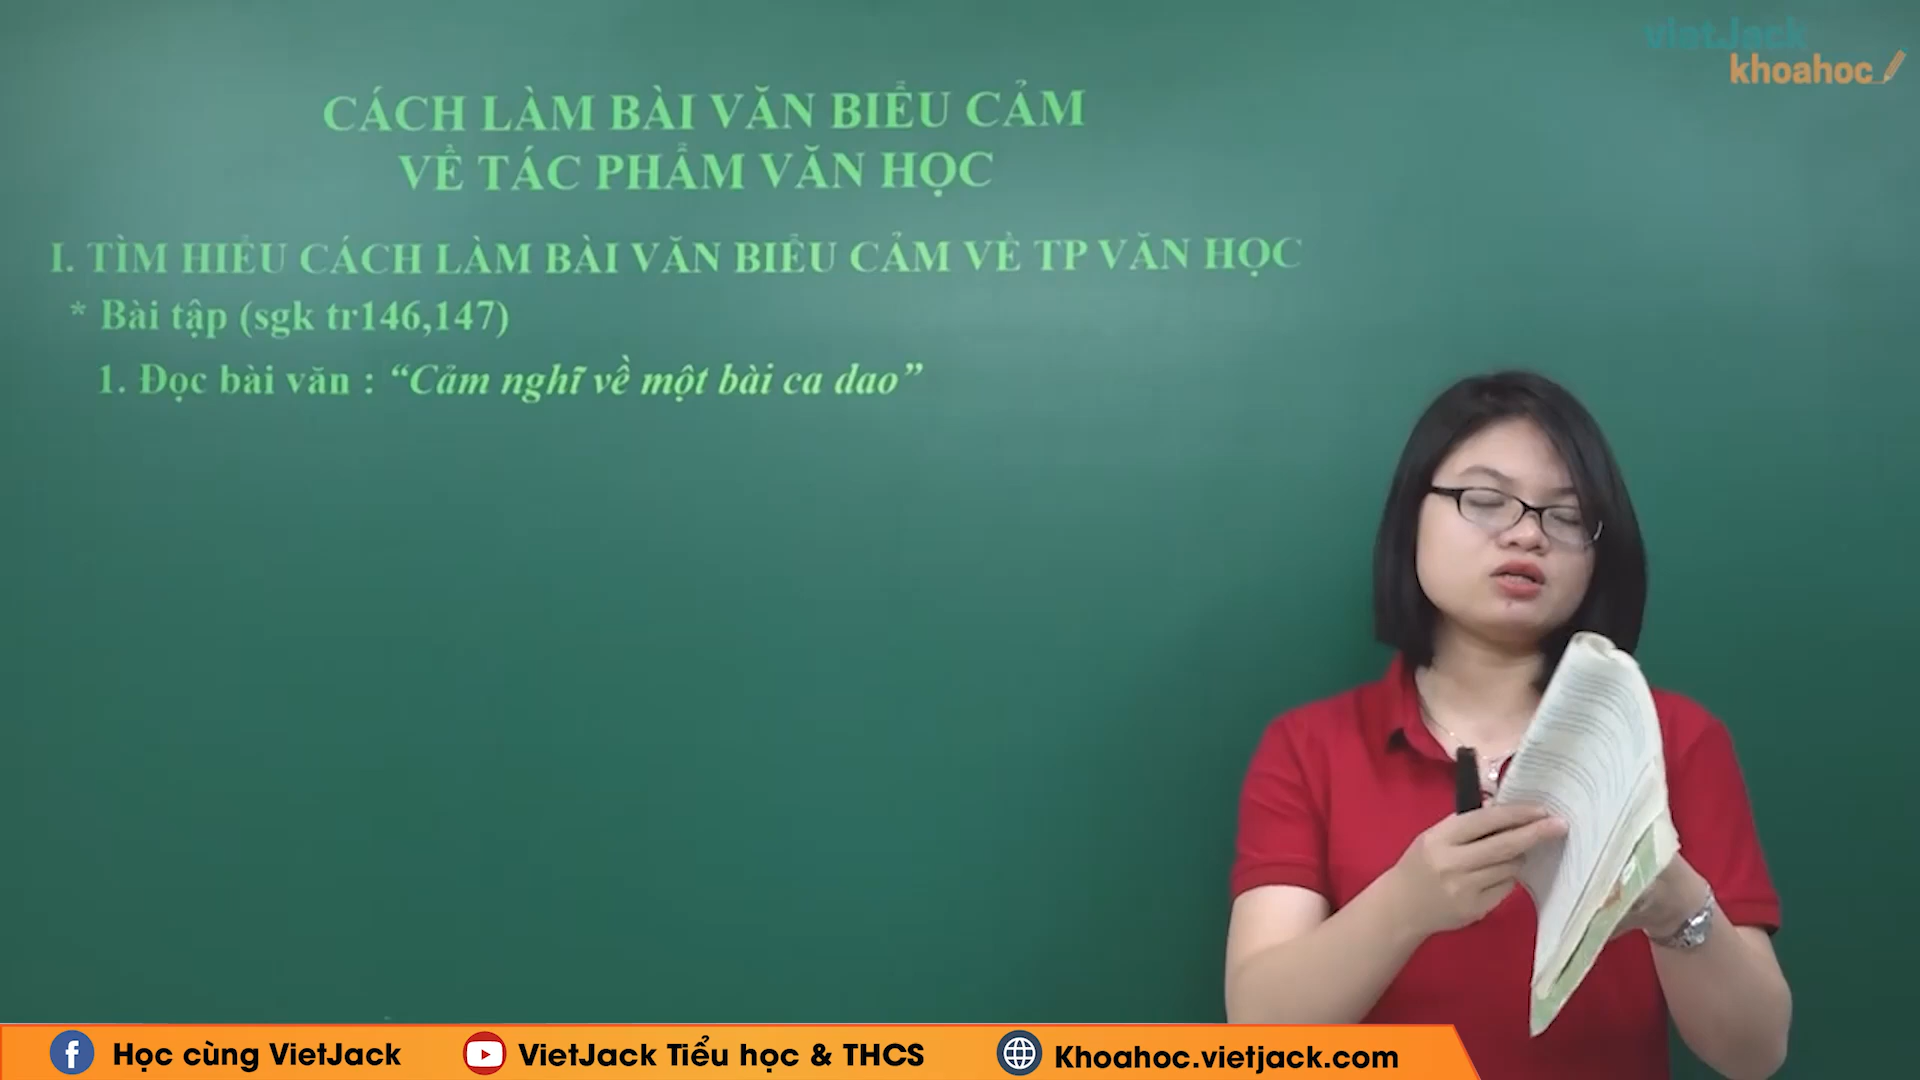 vietJack
khoahoc
CÁCH LÀM BÀI VĂN BIỂU CẢM
VỀ TÁC PHẨM VĂN HỌC
I. TÌM HIỂU CÁCH LÀM BÀI VĂN BIỂU CẢM VỀ TP VĂN HỌC
* Bài tập (sgk tr146,147)
1. Đọc bài văn : “Cảm nghĩ về một bài ca dao”
Học cùng VietJack
VietJack Tiểu học & THCS
Khoahoc.vietjack.com